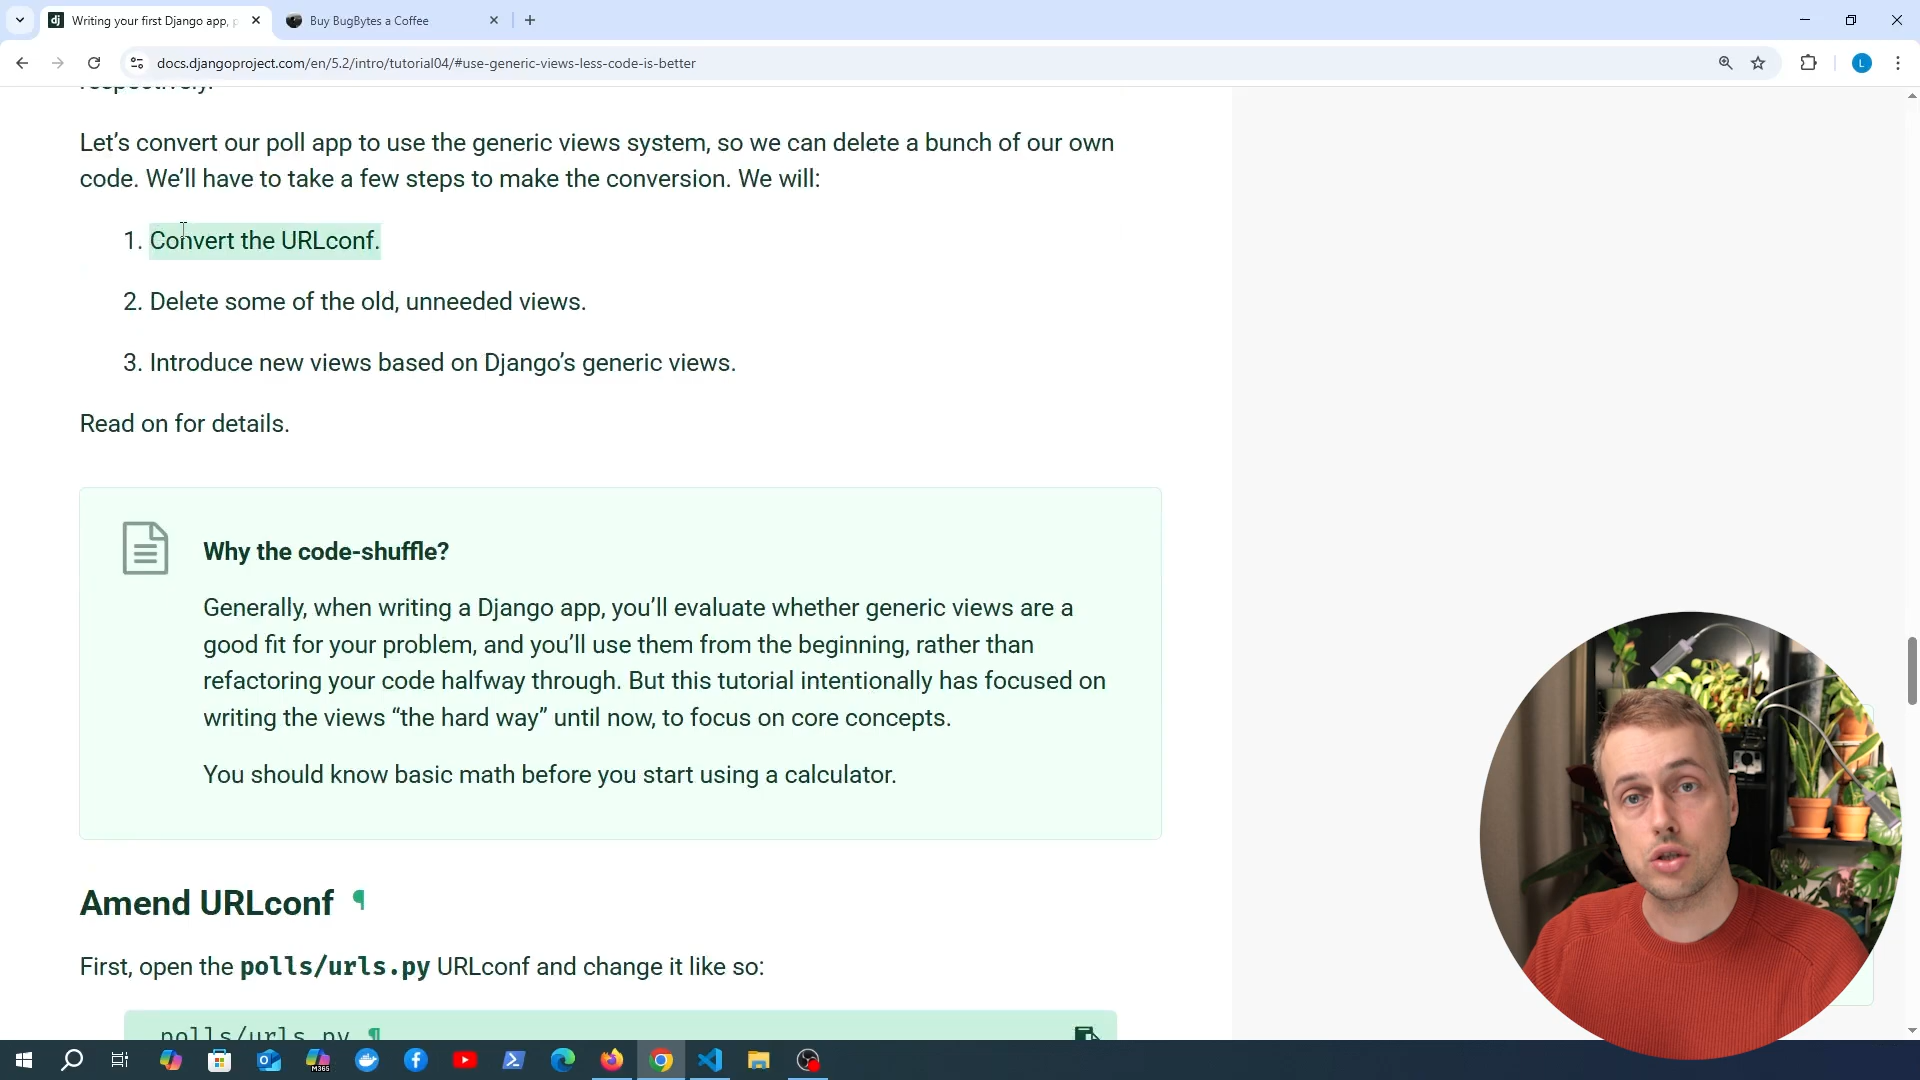 Writing your first Django app, p
Buy BugBytes a Coffee
docs.djangoproject.com/en/5.2/intro/tutorial04/#use-generic-views-less-code-is-better
L
respectively.
Let’s convert our poll app to use the generic views system, so we can delete a bunch of our own
code. We’ll have to take a few steps to make the conversion. We will:
1. Convert the URLconf.
2. Delete some of the old, unneeded views.
3. Introduce new views based on Django’s generic views.
Read on for details.
Why the code-shuffle?
Generally, when writing a Django app, you’ll evaluate whether generic views are a
good fit for your problem, and you’ll use them from the beginning, rather than
refactoring your code halfway through. But this tutorial intentionally has focused on
writing the views “the hard way” until now, to focus on core concepts.
You should know basic math before you start using a calculator.
Amend URLconf ¶
First, open the polls/urls.py URLconf and change it like so:
polls/urls.py ¶
M365